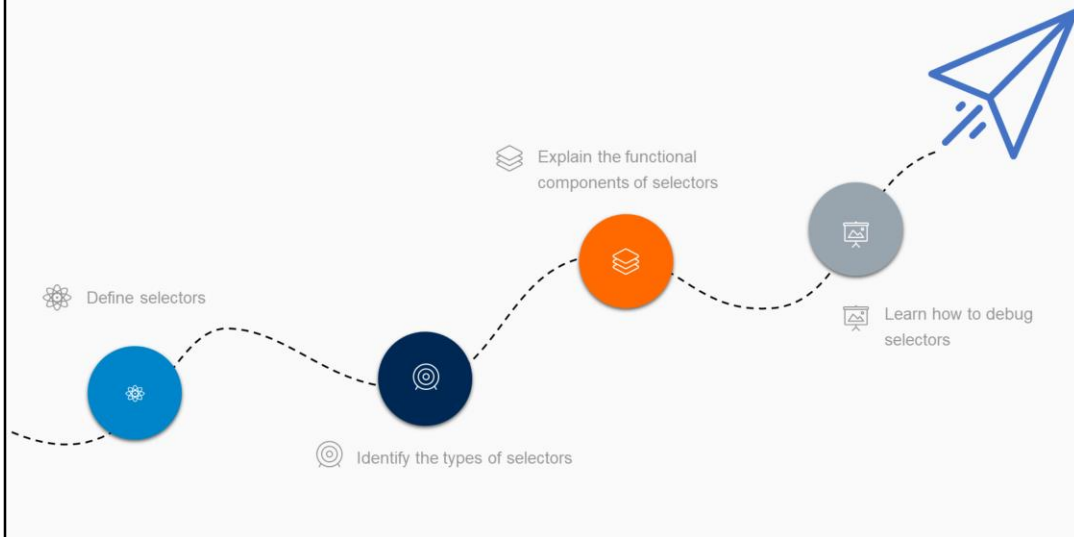 Define selectors
Identify the types of selectors
Explain the functional
components of selectors
Learn how to debug
selectors